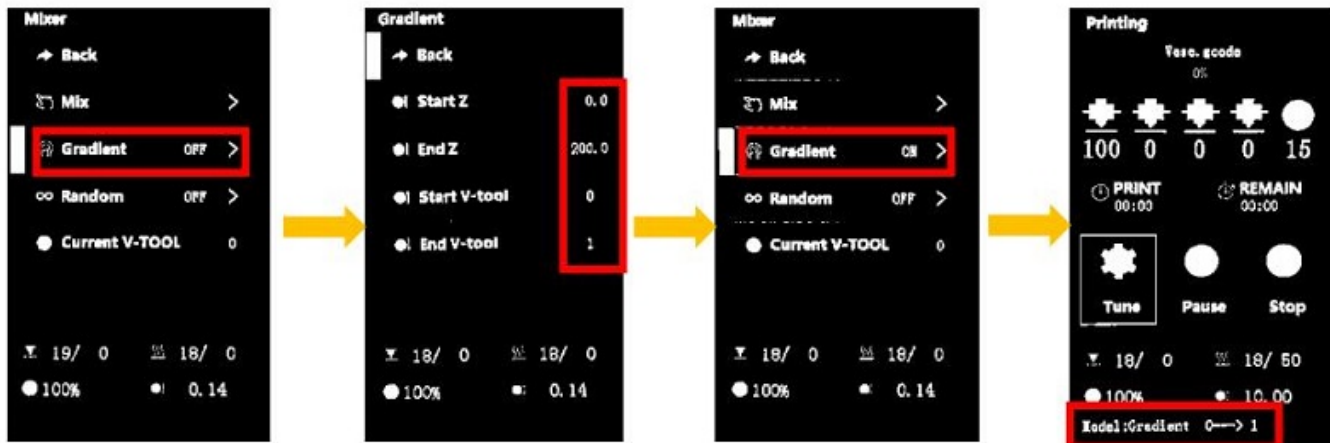 Mixer
Back
Mix >
Gradient OFF >
Random OFF >
Current V-TOOL 0
19/ 0 18/ 0
100% 0.14
Gradient
Back
Start Z 0.0
End Z 200.0
Start V-tool 0
End V-tool 1
18/ 0 18/ 0
100% 0.14
Mixer
Back
Mix >
Gradient ON >
Random OFF >
Current V-TOOL 0
18/ 0 18/ 0
100% 0.14
Printing
Vase.gcode
0%
100 0 0 0 15
PRINT REMAIN
00:00 00:00
Tune Pause Stop
18/ 0 18/ 50
100% 10.00
Model:Gradient 0---> 1